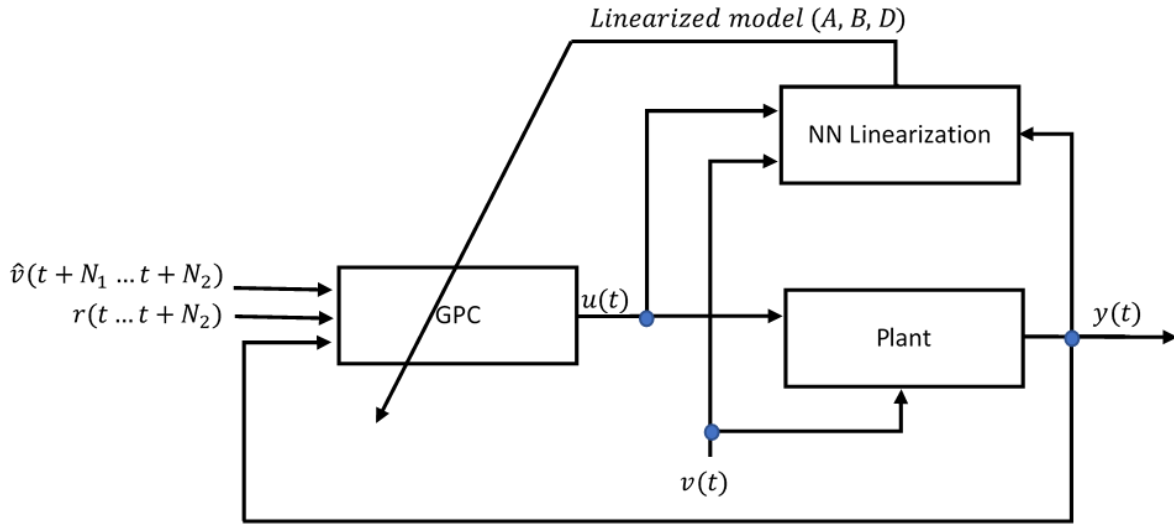 Linearized model (A, B, D)
NN Linearization
v̂(t + N₁ … t + N₂)
r(t … t + N₂)
GPC
u(t)
Plant
y(t)
v(t)